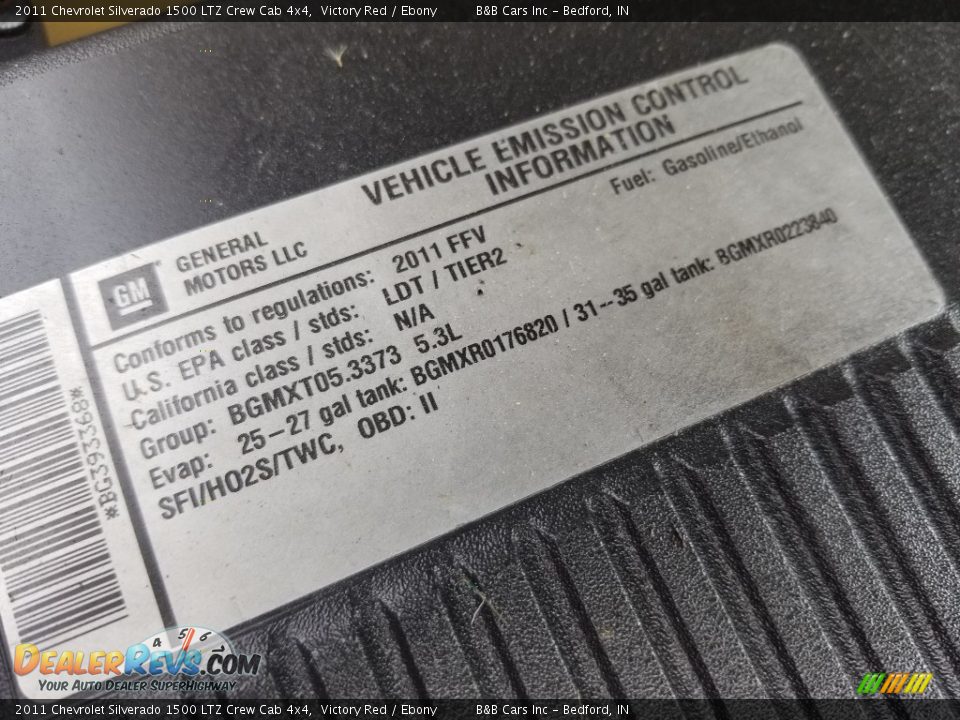 2011 Chevrolet Silverado 1500 LTZ Crew Cab 4x4, Victory Red / Ebony B&B Cars Inc - Bedford, IN
GM
GENERAL
MOTORS LLC
VEHICLE EMISSION CONTROL
INFORMATION
Fuel: Gasoline/Ethanol
Conforms to regulations: 2011 FFV
U.S. EPA class / stds: LDT / TIER2
California class / stds: N/A
Group: BGMXT05.3373 5.3L
Evap: 25--27 gal tank: BGMXR0176820 / 31--35 gal tank: BGMXR0223840
SFI/HO2S/TWC, OBD: II
*BG393368*
4 5 6
DEALERREVS.COM
YOUR AUTO DEALER SUPERHIGHWAY
2011 Chevrolet Silverado 1500 LTZ Crew Cab 4x4, Victory Red / Ebony B&B Cars Inc - Bedford, IN